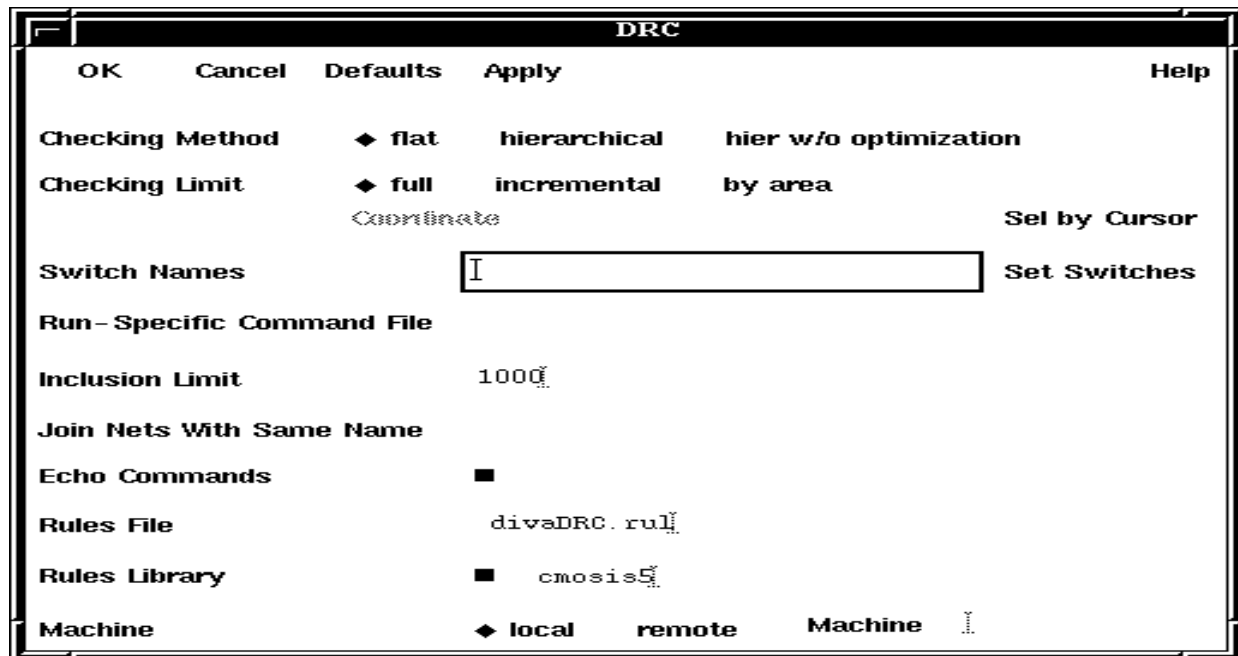 DRC
OK Cancel Defaults Apply Help
Checking Method flat hierarchical hier w/o optimization
Checking Limit full incremental by area
Coordinate Sel by Cursor
Switch Names Set Switches
Run-Specific Command File
Inclusion Limit 1000
Join Nets With Same Name
Echo Commands
Rules File divaDRC.rul
Rules Library cmosis5
Machine local remote Machine